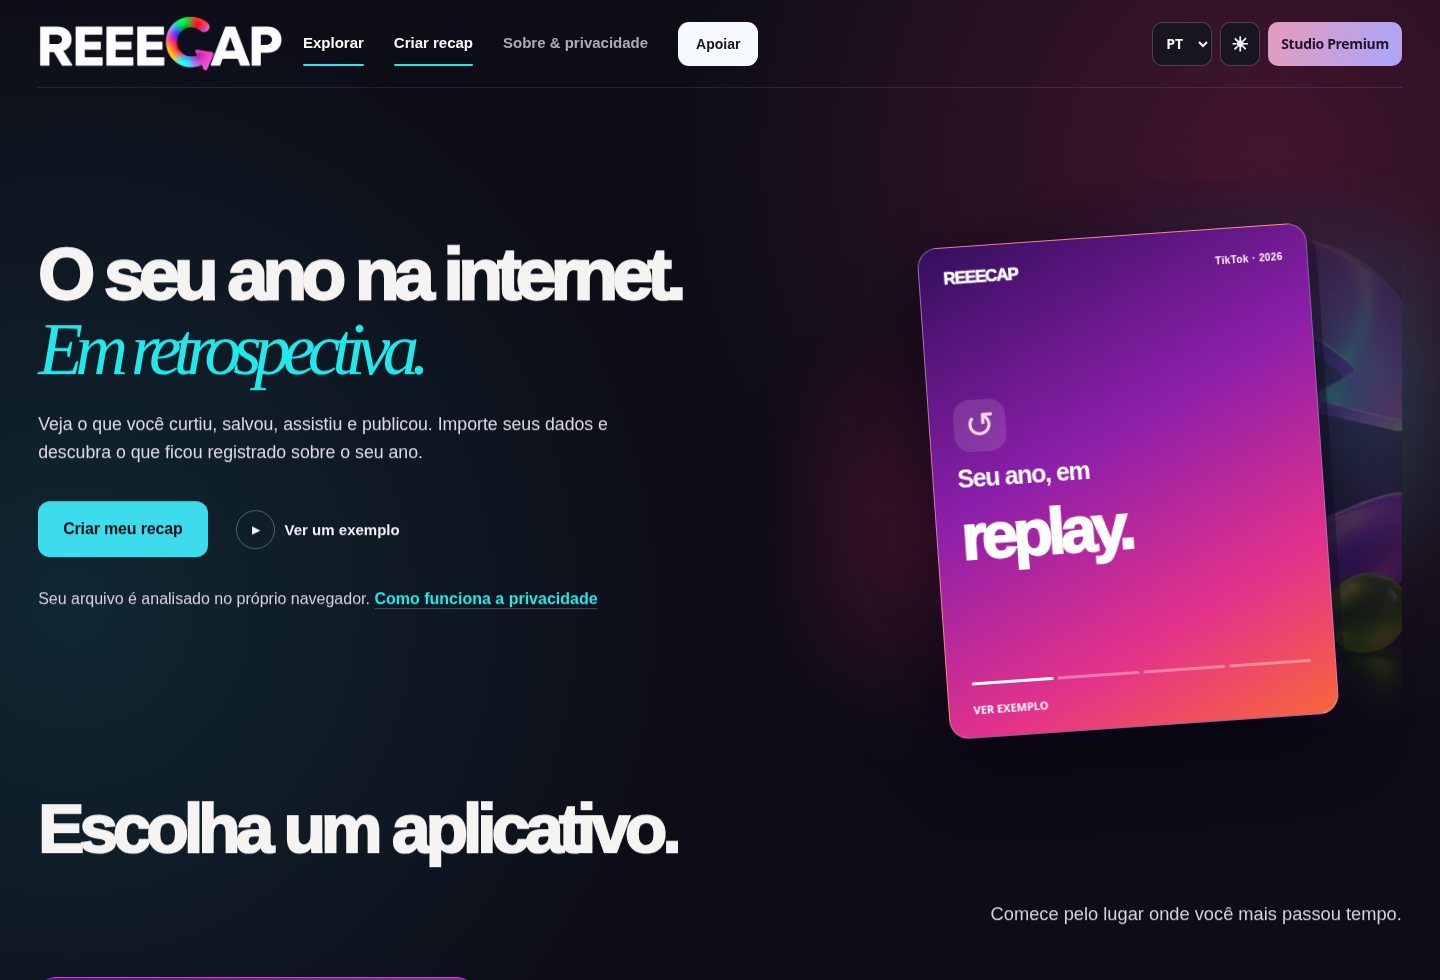 REEECAP
Explorar
Criar recap
Sobre & privacidade
Apoiar
PT
Studio Premium
O seu ano na internet.
Em retrospectiva.
Veja o que você curtiu, salvou, assistiu e publicou. Importe seus dados e
descubra o que ficou registrado sobre o seu ano.
Criar meu recap
Ver um exemplo
Seu arquivo é analisado no próprio navegador. Como funciona a privacidade
REEECAP
TikTok · 2026
Seu ano, em
replay.
VER EXEMPLO
Escolha um aplicativo.
Comece pelo lugar onde você mais passou tempo.